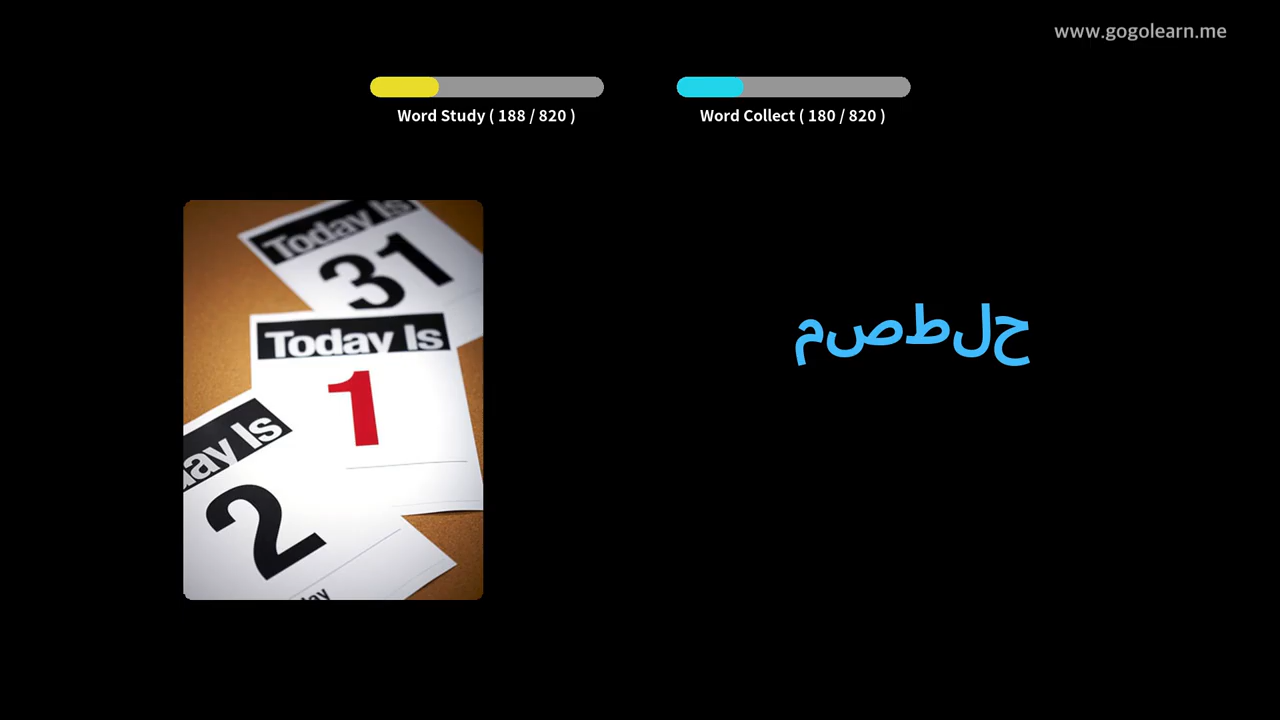 www.gogolearn.me
Word Study ( 188 / 820 )
Word Collect ( 180 / 820 )
Today Is
31
Today Is
1
ay Is
2
مصطلح